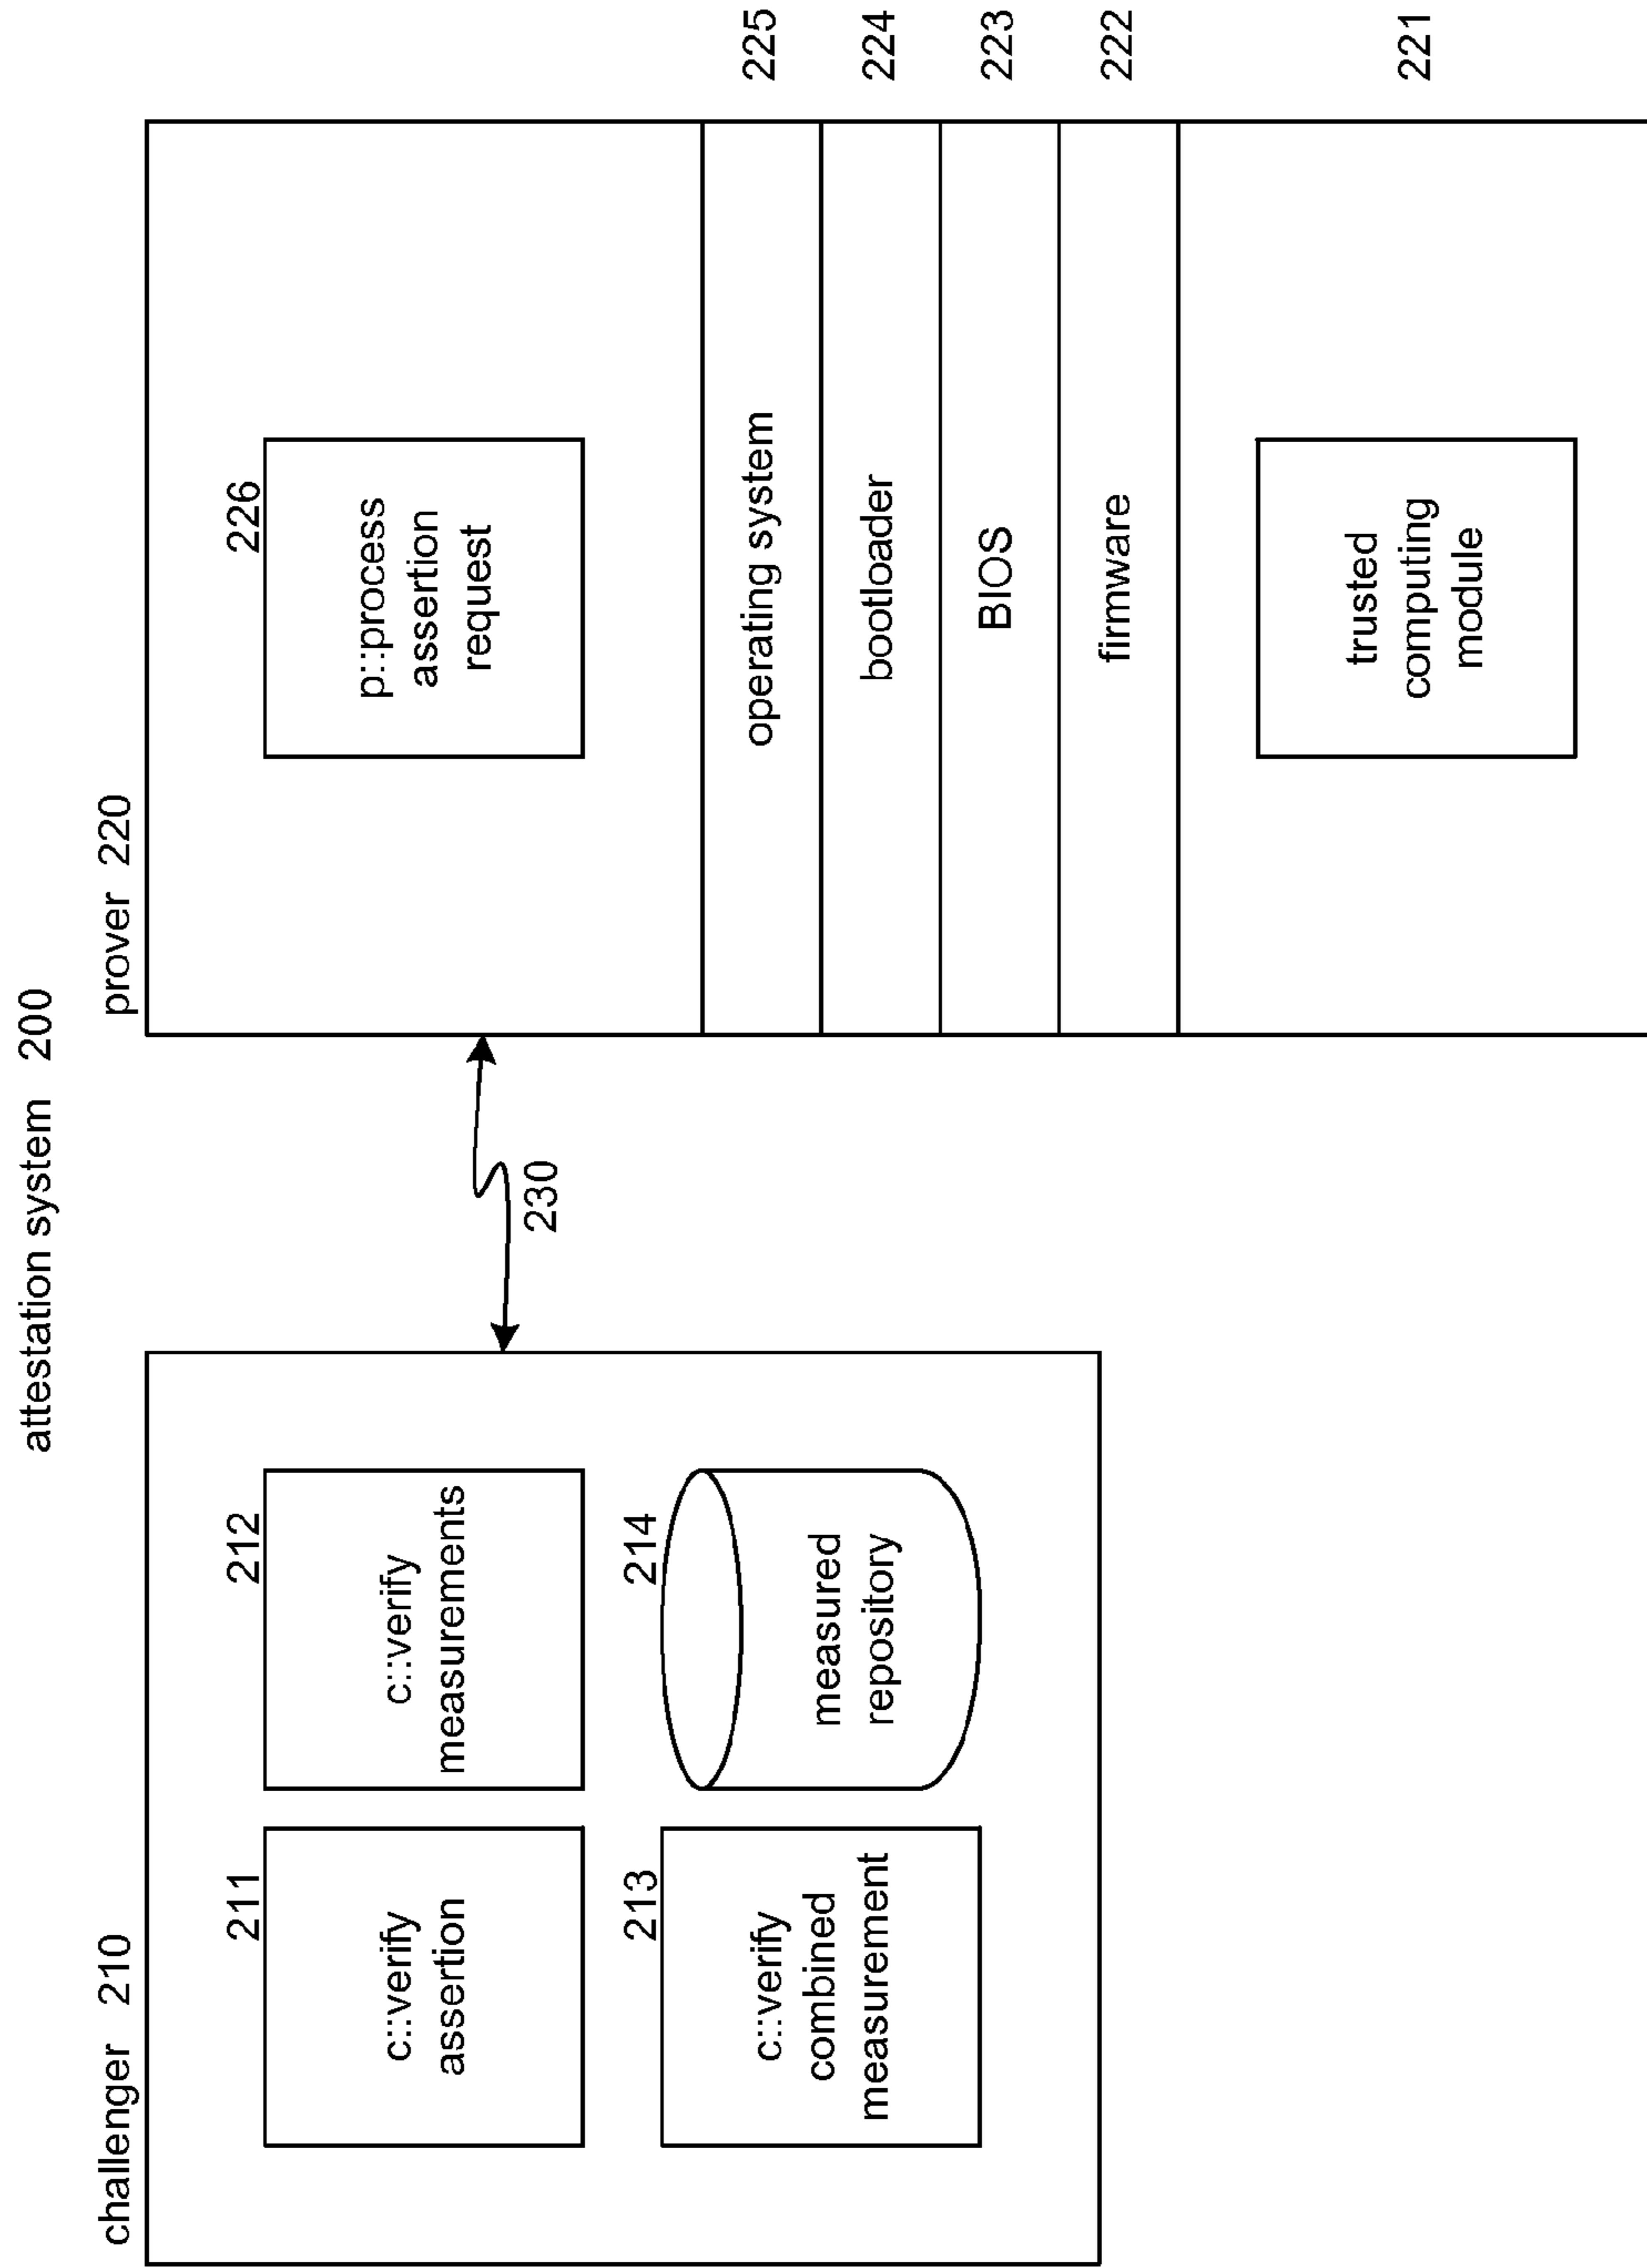 attestation system 200
challenger 210
211
c::verify
assertion
212
c::verify
measurements
213
c::verify
combined
measurement
214
measured
repository
230
prover 220
226
p::process
assertion
request
operating system
225
bootloader
224
BIOS
223
firmware
222
trusted
computing
module
221